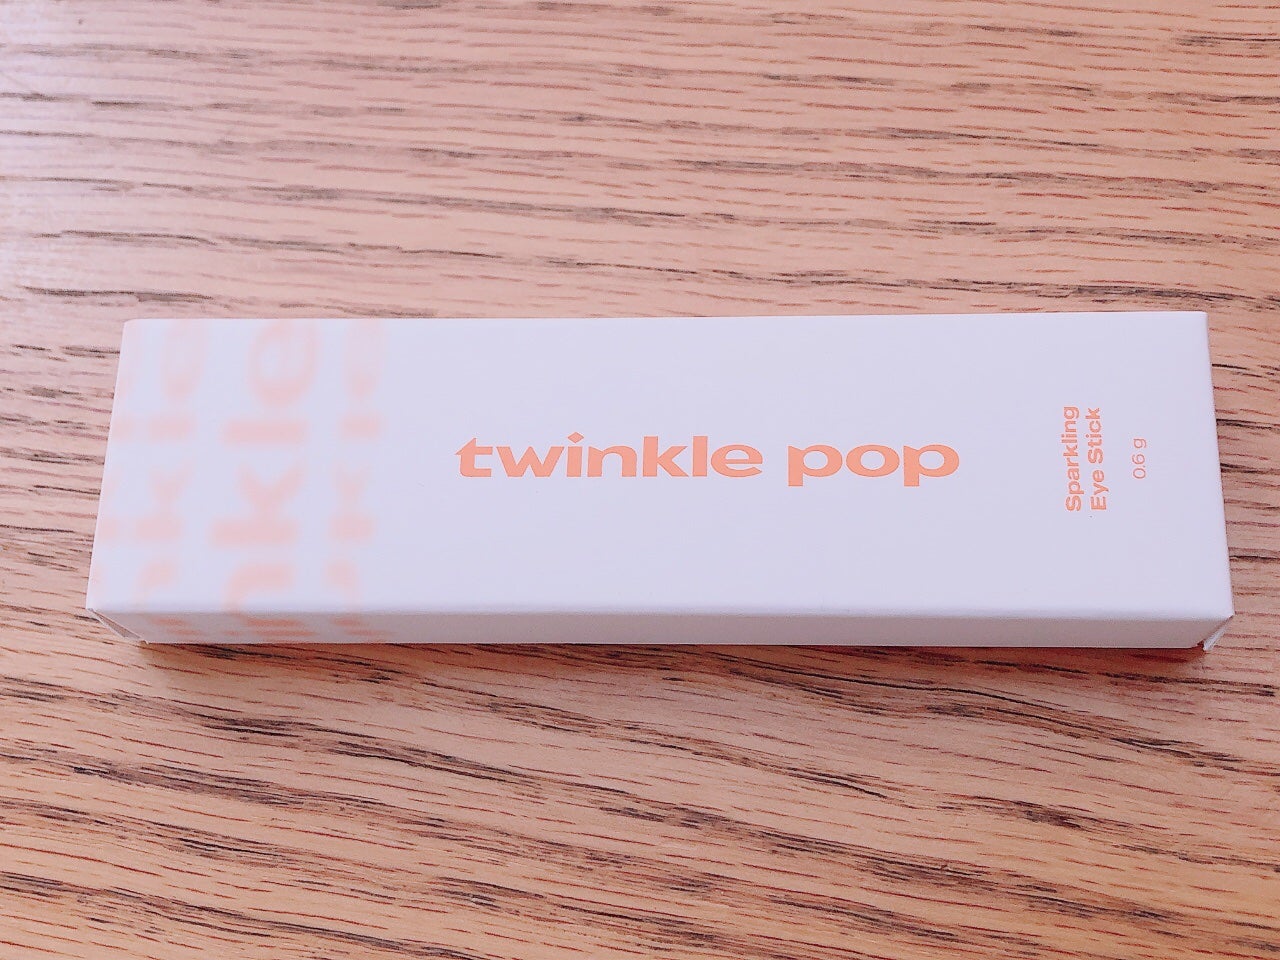 twinkle pop
Sparkling
Eye Stick
0.6 g